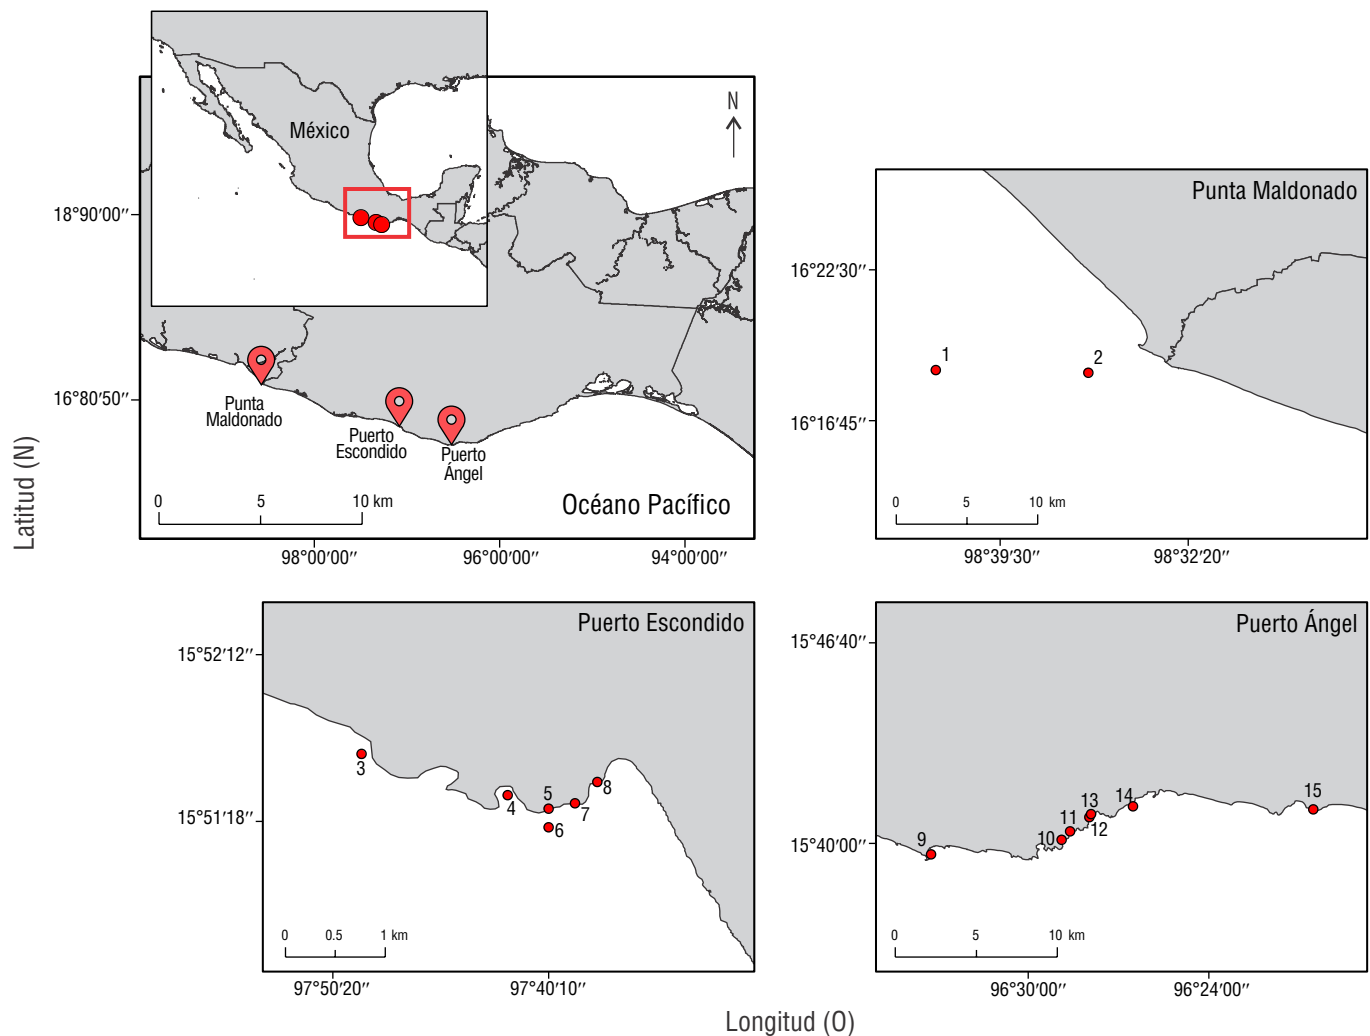 México
N
18°90′00′′
16°80′50′′
Punta
Maldonado
Puerto
Escondido
Puerto
Ángel
0 5 10 km
Océano Pacífico
98°00′00′′ 96°00′00′′ 94°00′00′′
Latitud (N)
Punta Maldonado
16°22′30′′
1 2
16°16′45′′
0 5 10 km
98°39′30′′ 98°32′20′′
Puerto Escondido
15°52′12′′
3
4
5
6
7
8
15°51′18′′
0 0.5 1 km
97°50′20′′ 97°40′10′′
Puerto Ángel
15°46′40′′
9
10
11
12
13
14
15
15°40′00′′
0 5 10 km
96°30′00′′ 96°24′00′′
Longitud (O)